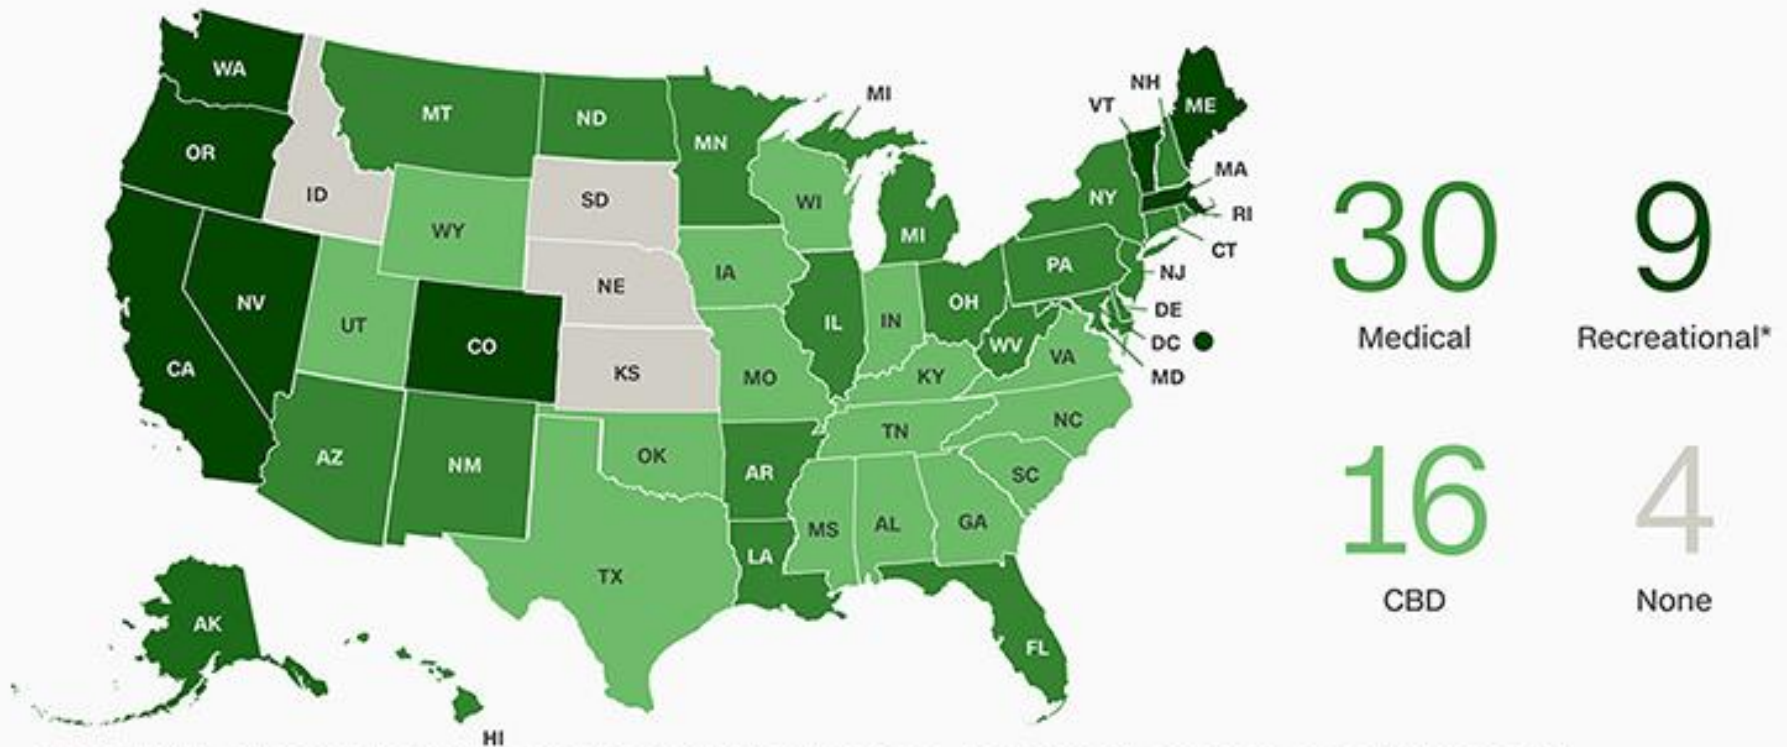 WA
MT
ND
MN
MI
VT
NH
ME
OR
ID
SD
WI
MI
NY
MA
RI
CT
WY
IA
NE
PA
NJ
NV
UT
CO
IL
IN
OH
DE
DC
WV
VA
MD
CA
KS
MO
KY
NC
AZ
NM
OK
AR
TN
SC
TX
LA
MS
AL
GA
AK
HI
FL
30
Medical
9
Recreational*
16
CBD
4
None